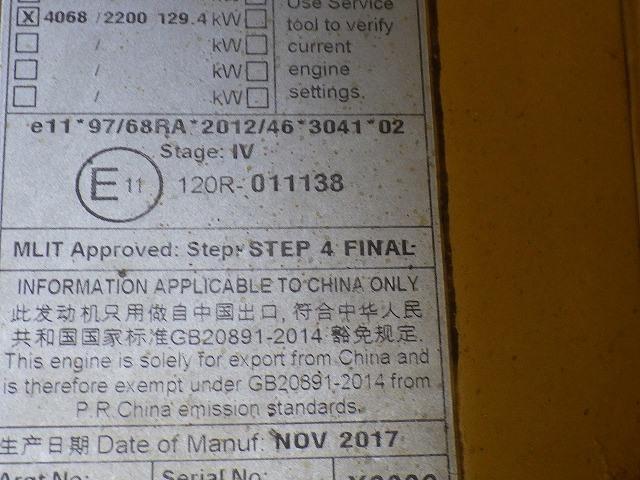 Use Service
4068 / 2200 129.4 kW
tool to verify
/ kW
current
/ kW
engine
/ kW
settings.
e11*97/68RA*2012/46*3041*02
Stage: IV
E 11 120R- 011138
MLIT Approved: Step: STEP 4 FINAL
INFORMATION APPLICABLE TO CHINA ONLY
此发动机只用做自中国出口, 符合中华人民
共和国国家标准GB20891-2014 豁免规定.
This engine is solely for export from China and
is therefore exempt under GB20891-2014 from
P.R.China emission standards.
生产日期 Date of Manuf: NOV 2017
Serial No: